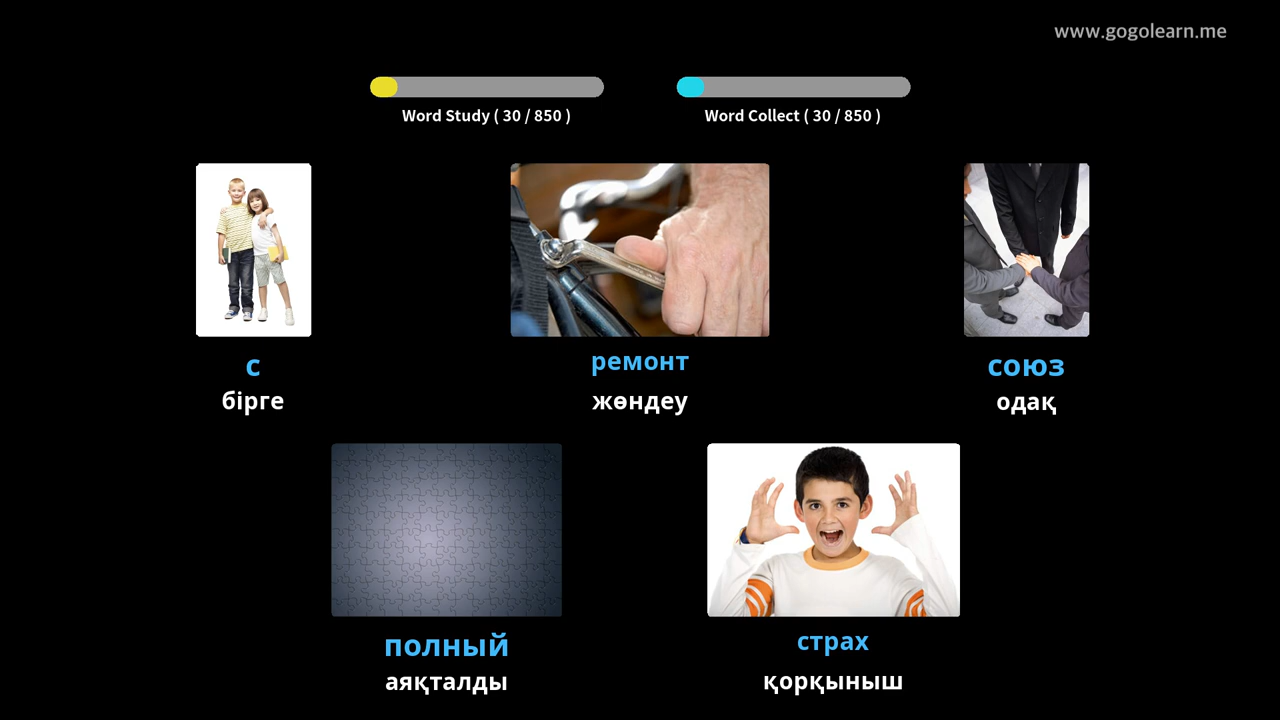 www.gogolearn.me
Word Study ( 30 / 850 )
Word Collect ( 30 / 850 )
с
бірге
ремонт
жөндеу
союз
одақ
полный
аяқталды
страх
қорқыныш